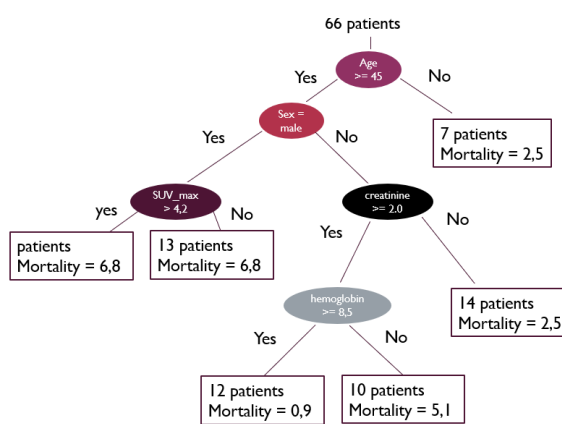 66 patients
Age
>= 45
Yes
No
Sex =
male
7 patients
Mortality = 2,5
Yes
No
SUV_max
> 4,2
creatinine
>= 2.0
yes
No
Yes
No
patients
Mortality = 6,8
13 patients
Mortality = 6,8
hemoglobin
>= 8,5
14 patients
Mortality = 2,5
Yes
No
12 patients
Mortality = 0,9
10 patients
Mortality = 5,1